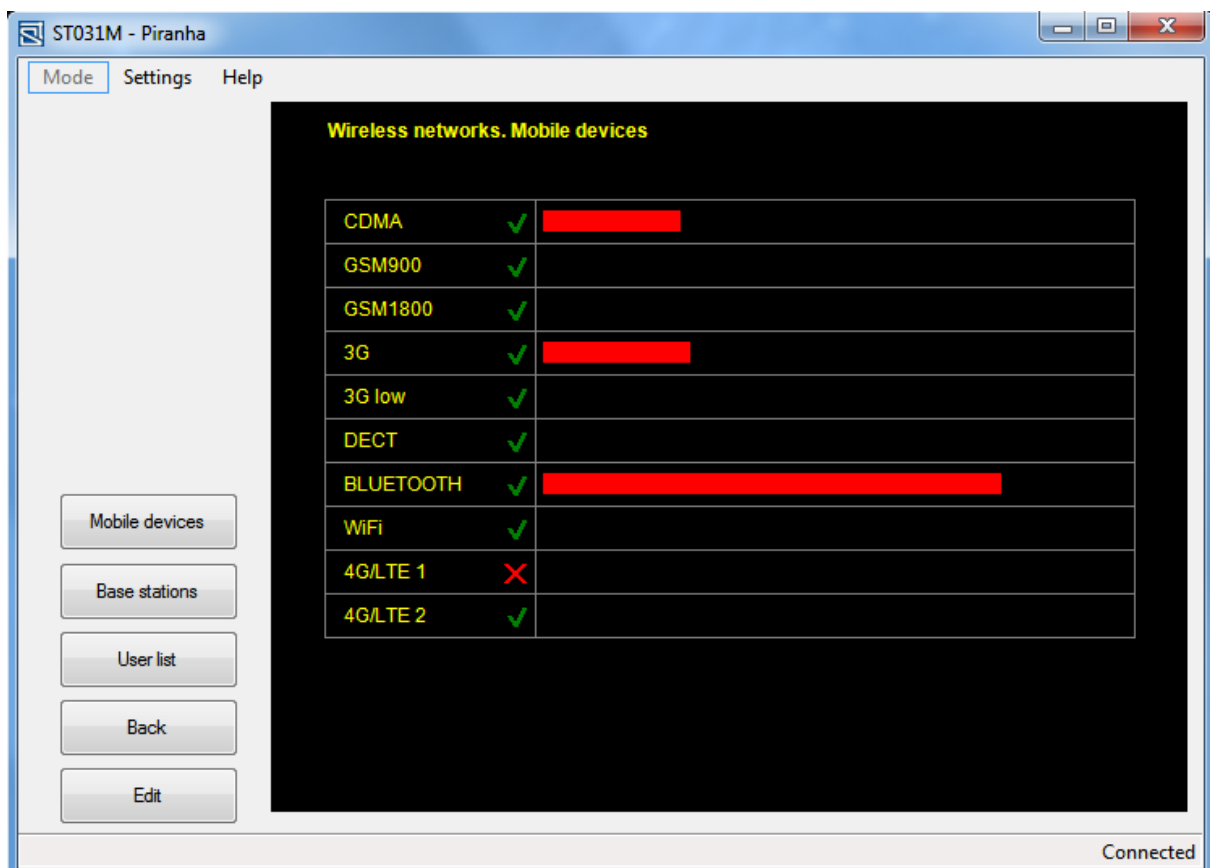 ST031M - Piranha
Mode Settings Help
Wireless networks. Mobile devices
CDMA
GSM900
GSM1800
3G
3G low
DECT
BLUETOOTH
WiFi
4G/LTE 1
4G/LTE 2
Mobile devices
Base stations
User list
Back
Edit
Connected